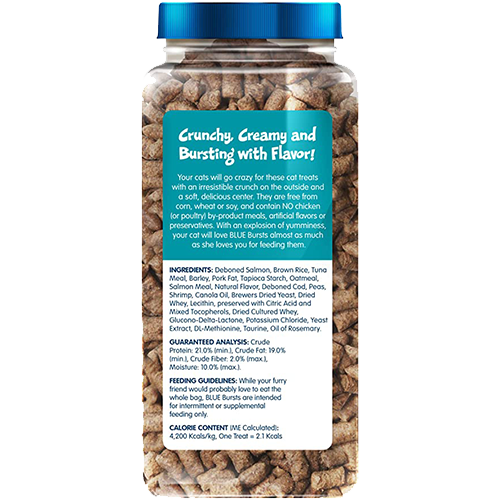 Crunchy, Creamy and
Bursting with Flavor!
Your cats will go crazy for these cat treats
with an irresistible crunch on the outside and
a soft, delicious center. They are free from
corn, wheat or soy, and contain NO chicken
(or poultry) by-product meals, artificial flavors or
preservatives. With an explosion of yumminess,
your cat will love BLUE Bursts almost as much
as she loves you for feeding them.
INGREDIENTS: Deboned Salmon, Brown Rice, Tuna
Meal, Barley, Pork Fat, Tapioca Starch, Oatmeal,
Salmon Meal, Natural Flavor, Deboned Cod, Peas,
Shrimp, Canola Oil, Brewers Dried Yeast, Dried
Whey, Lecithin, preserved with Citric Acid and
Mixed Tocopherols, Dried Cultured Whey,
Glucono-Delta-Lactone, Potassium Chloride, Yeast
Extract, DL-Methionine, Taurine, Oil of Rosemary.
GUARANTEED ANALYSIS: Crude
Protein: 21.0% (min.), Crude Fat: 19.0%
(min.), Crude Fiber: 2.0% (max.),
Moisture: 10.0% (max.).
FEEDING GUIDELINES: While your furry
friend would probably love to eat the
whole bag, BLUE Bursts are intended
for intermittent or supplemental
feeding only.
CALORIE CONTENT (ME Calculated):
4,200 Kcals/kg, One Treat = 2.1 Kcals